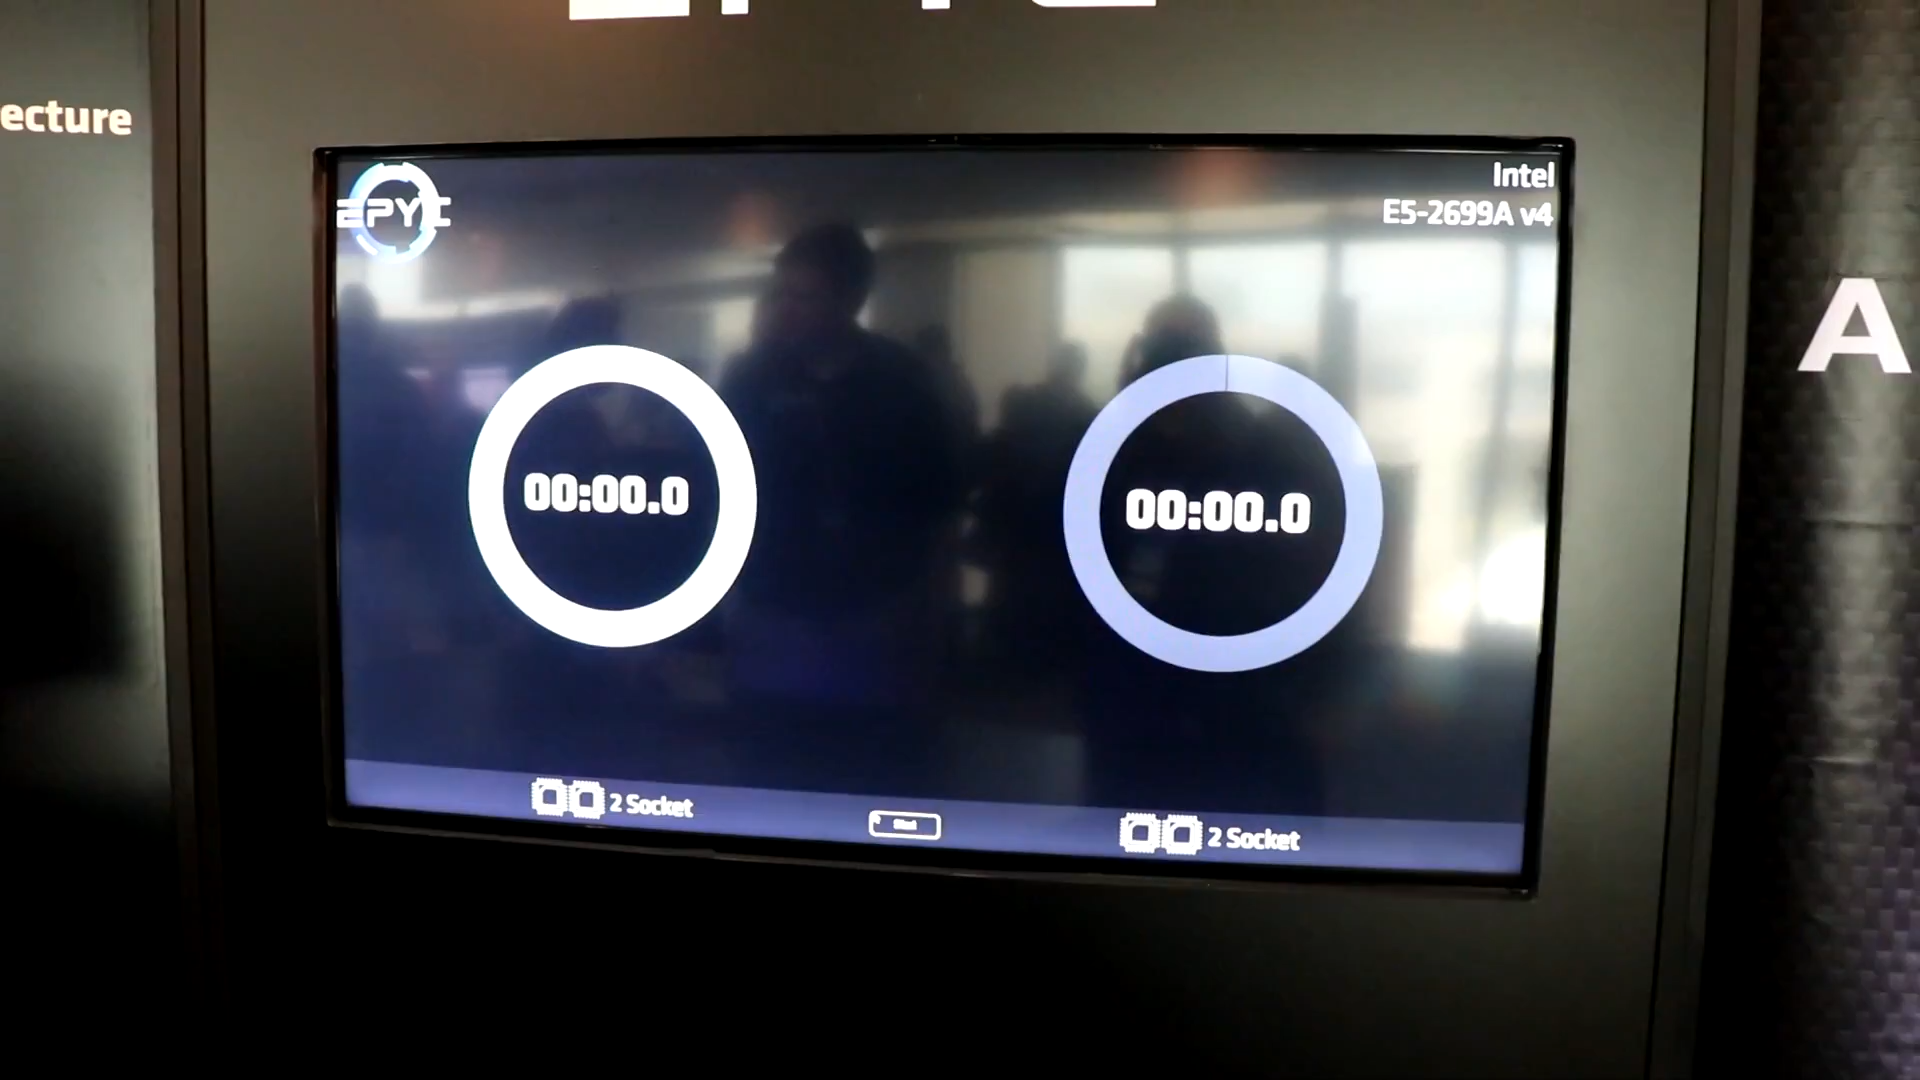 ecture
EPYC
Intel
E5-2699A v4
A
00:00.0
00:00.0
2 Socket
2 Socket